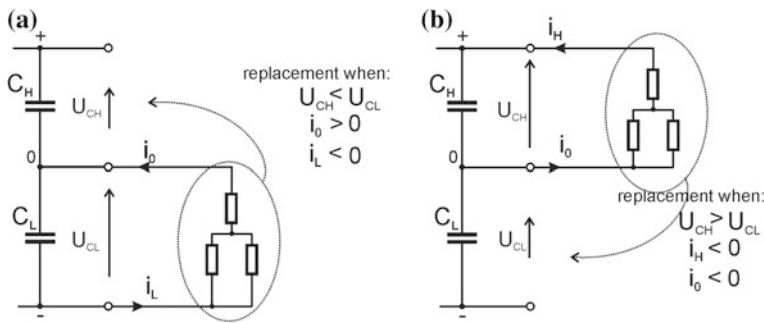 (a)
+
C_H
U_CH
0
i_0
C_L
U_CL
i_L
-
replacement when:
U_CH < U_CL
i_0 > 0
i_L < 0
(b)
+
i_H
C_H
U_CH
0
i_0
C_L
U_CL
-
replacement when:
U_CH > U_CL
i_H < 0
i_0 < 0